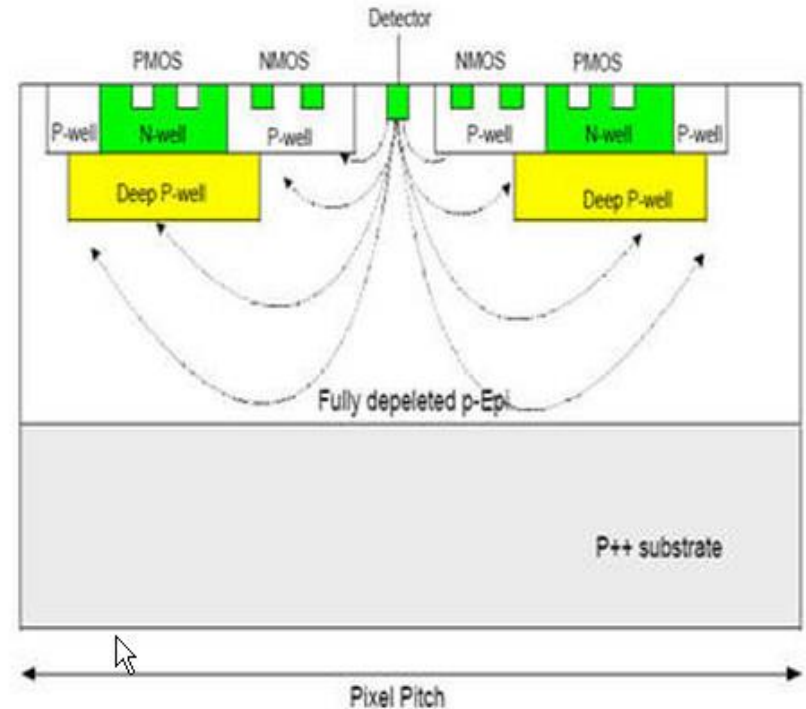 Detector
PMOS NMOS NMOS PMOS
P-well N-well P-well P-well N-well P-well
Deep P-well Deep P-well
Fully depeleted p-Epi
P++ substrate
Pixel Pitch